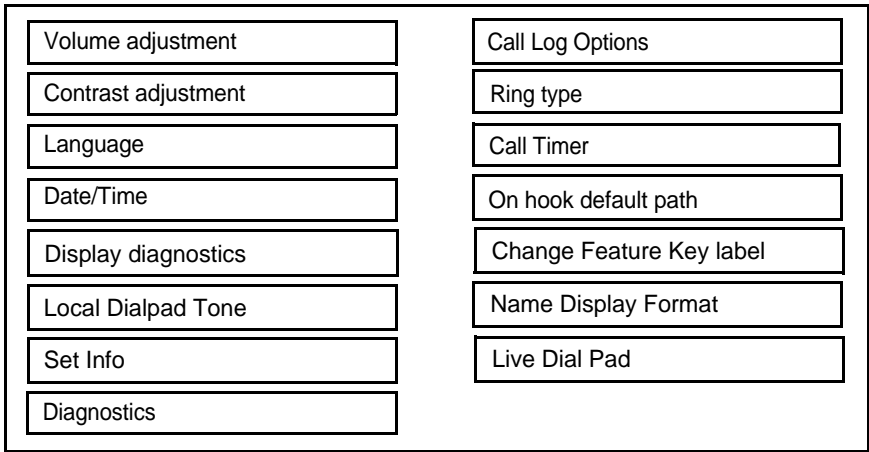 Volume adjustment
Contrast adjustment
Language
Date/Time
Display diagnostics
Local Dialpad Tone
Set Info
Diagnostics
Call Log Options
Ring type
Call Timer
On hook default path
Change Feature Key label
Name Display Format
Live Dial Pad